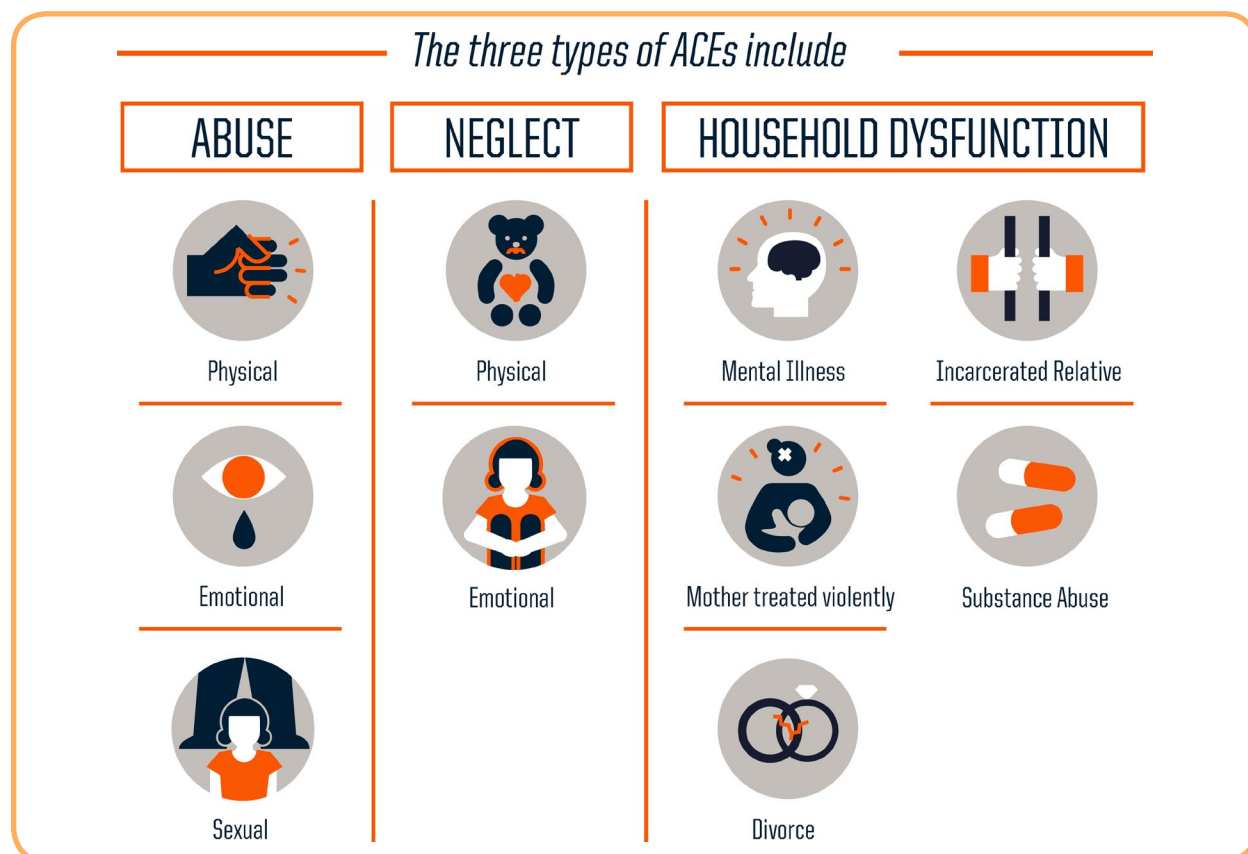 The three types of ACEs include
ABUSE
Physical
Emotional
Sexual
NEGLECT
Physical
Emotional
HOUSEHOLD DYSFUNCTION
Mental Illness
Incarcerated Relative
Mother treated violently
Substance Abuse
Divorce